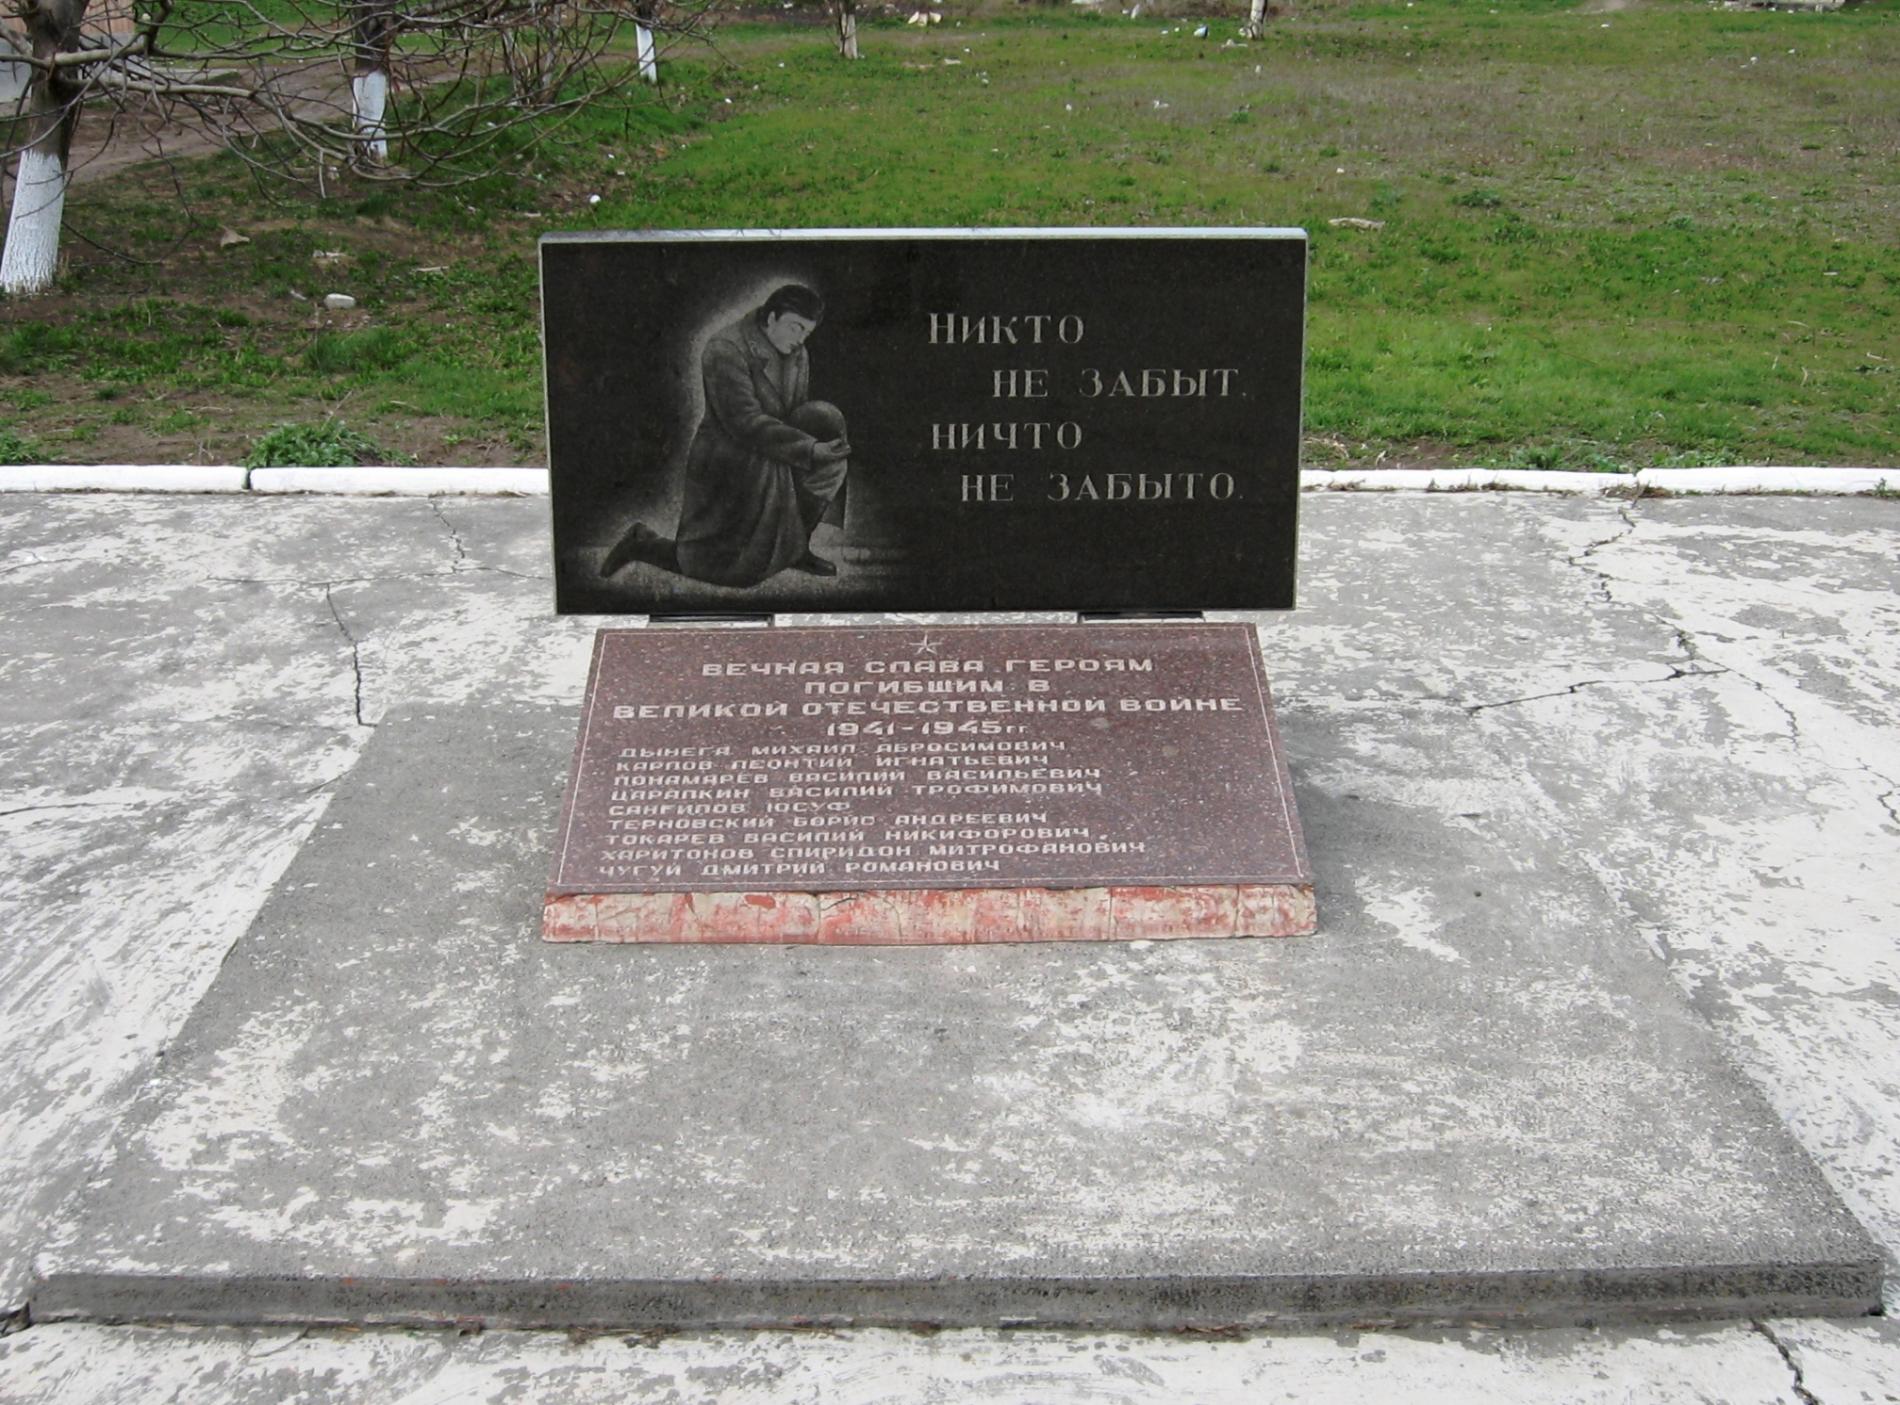 Никто
не забыт,
ничто
не забыто.
ВЕЧНАЯ СЛАВА ГЕРОЯМ
ПОГИБШИМ В
ВЕЛИКОЙ ОТЕЧЕСТВЕННОЙ ВОЙНЕ
1941-1945гг.
ДЫНЕГА МИХАИЛ АБРОСИМОВИЧ
КАРПОВ ЛЕОНТИЙ ИГНАТЬЕВИЧ
ПОНАМАРЁВ ВАСИЛИЙ ВАСИЛЬЕВИЧ
ЦАРАПКИН ВАСИЛИЙ ТРОФИМОВИЧ
САНГИПОВ ЮСУФ
ТЕРНОВСКИЙ БОРИС АНДРЕЕВИЧ
ТОКАРЕВ ВАСИЛИЙ НИКИФОРОВИЧ
ХАРИТОНОВ СПИРИДОН МИТРОФАНОВИЧ
ЧУГУЙ ДМИТРИЙ РОМАНОВИЧ